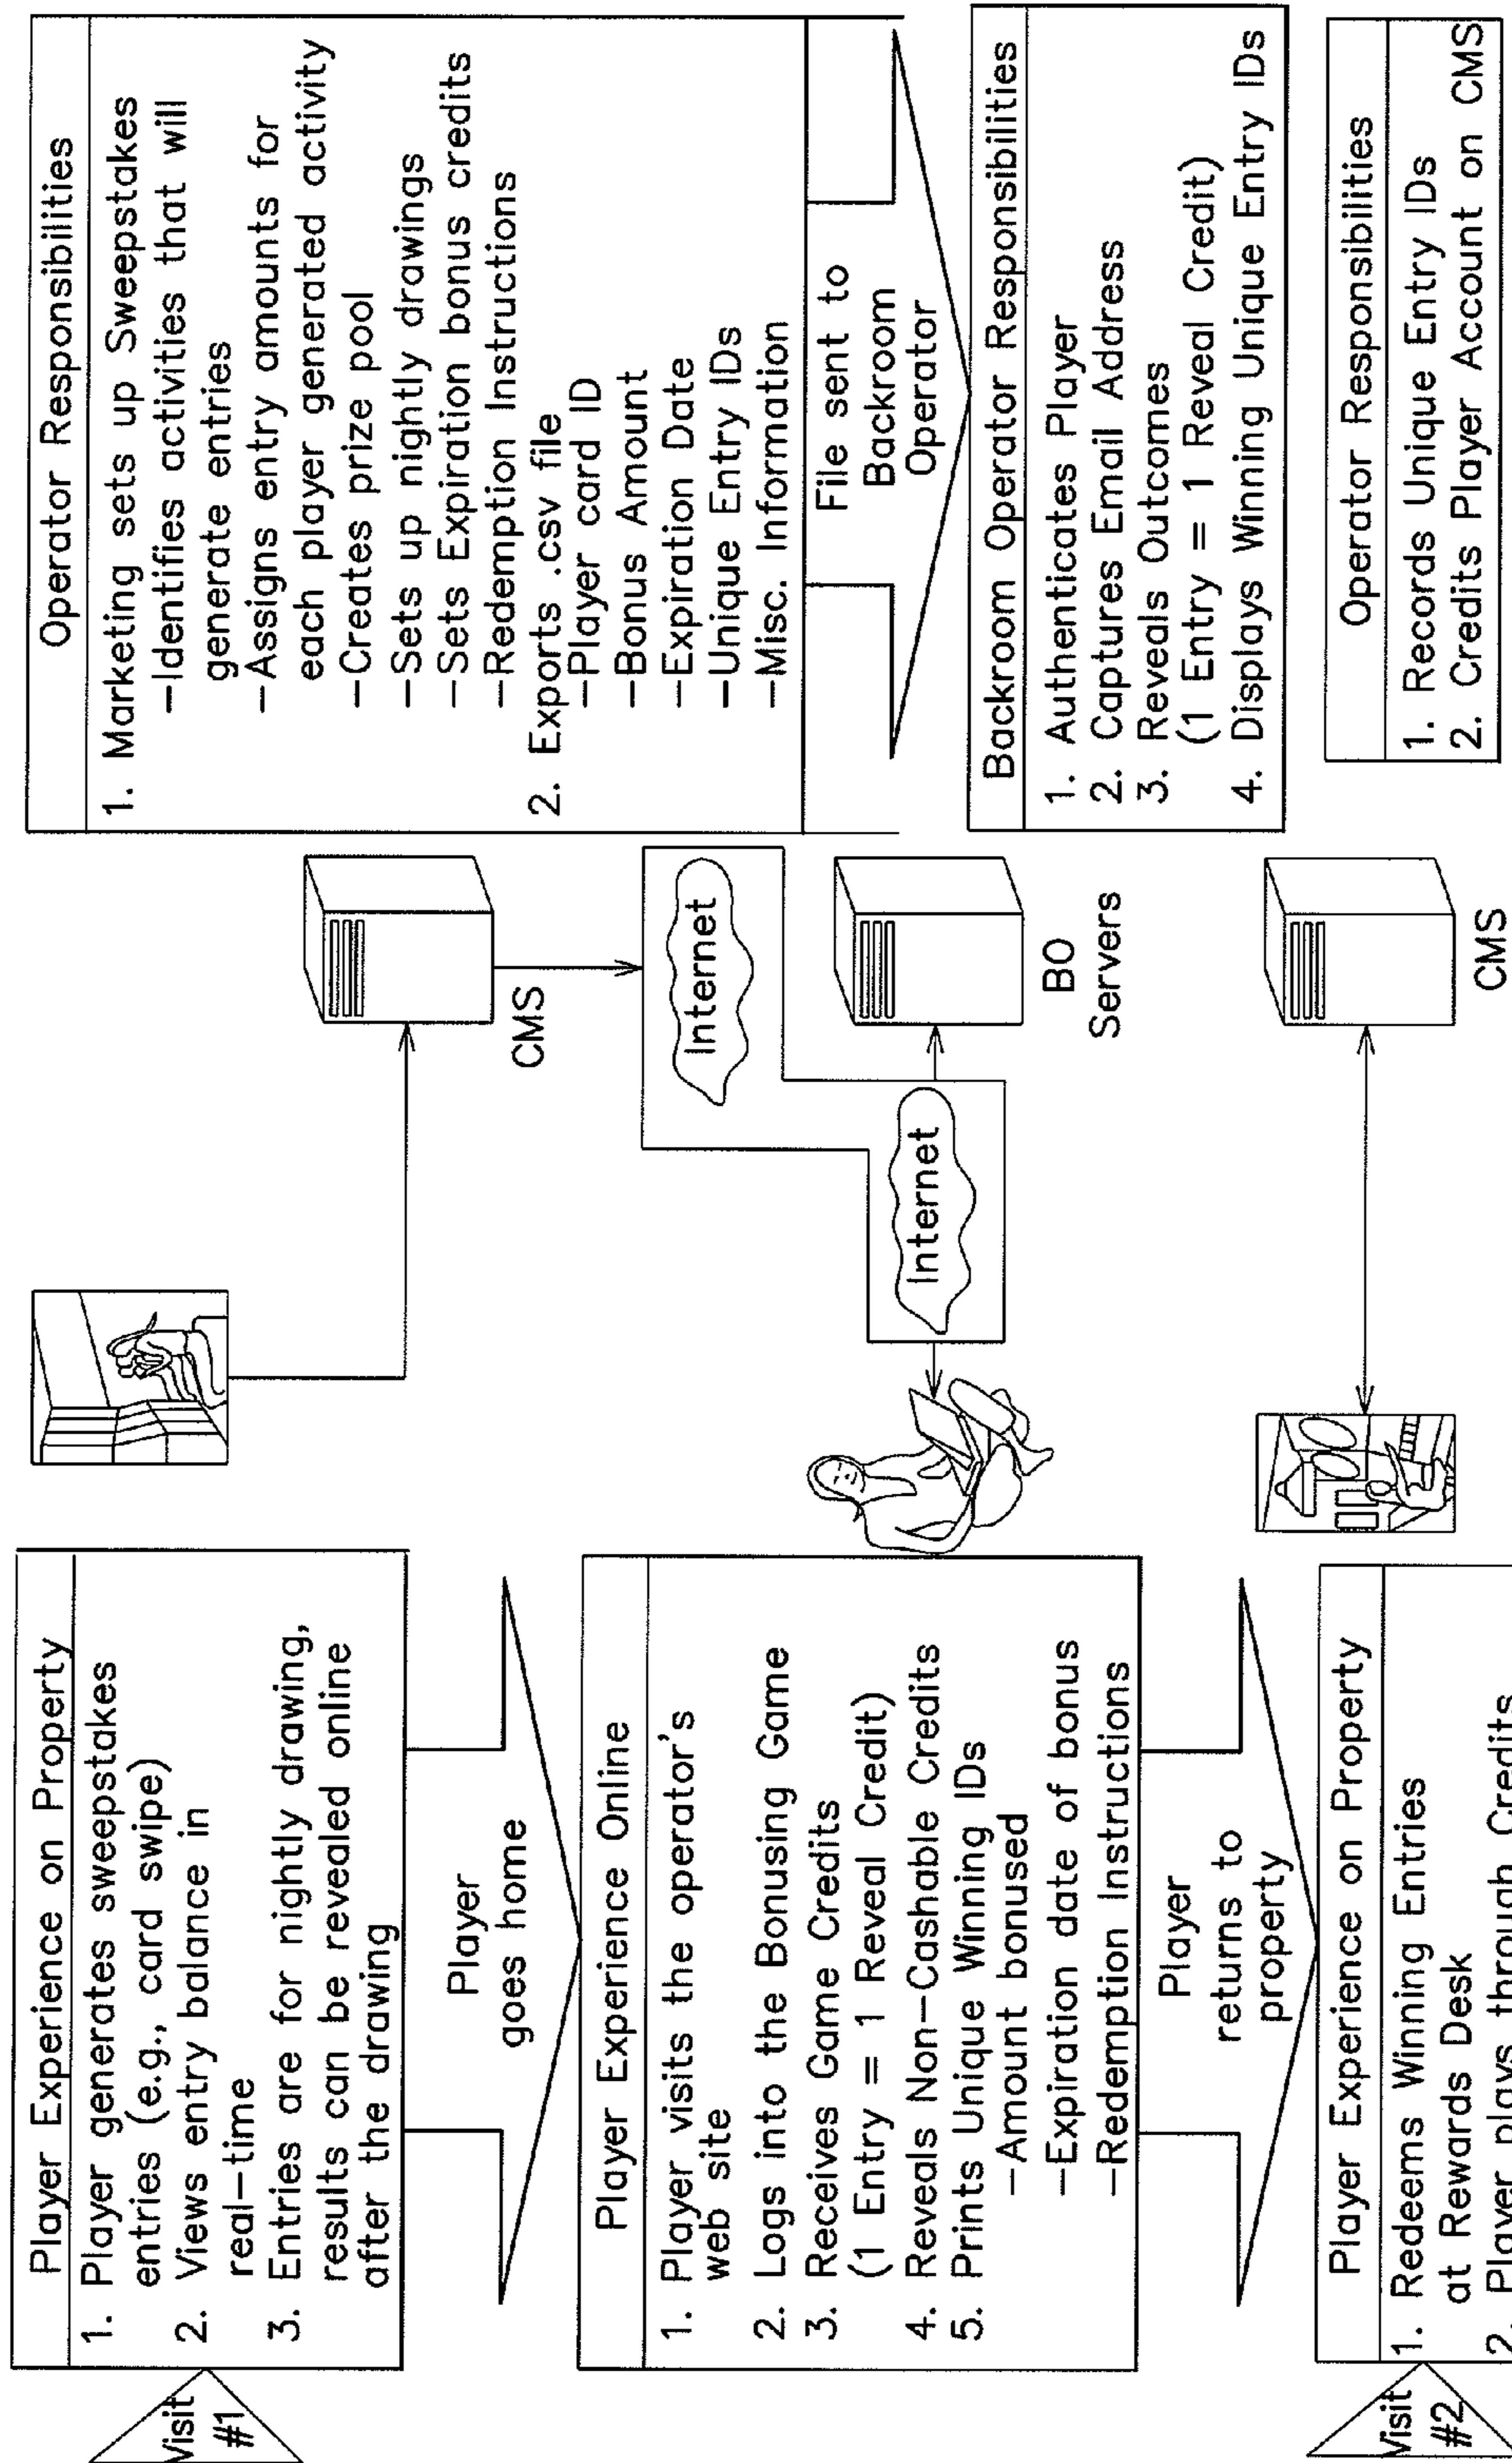 Visit
#1
Player Experience on Property
1. Player generates sweepstakes
entries (e.g., card swipe)
2. Views entry balance in
real-time
3. Entries are for nightly drawing,
results can be revealed online
after the drawing
Player
goes home
Player Experience Online
1. Player visits the operator's
web site
2. Logs into the Bonusing Game
3. Receives Game Credits
(1 Entry = 1 Reveal Credit)
4. Reveals Non-Cashable Credits
5. Prints Unique Winning IDs
-Amount bonused
-Expiration date of bonus
-Redemption Instructions
Player
returns to
property
Visit
#2
Player Experience on Property
1. Redeems Winning Entries
at Rewards Desk
2. Player plays through Credits
CMS
Internet
Internet
BO
Servers
CMS
Operator Responsibilities
1. Marketing sets up Sweepstakes
-Identifies activities that will
generate entries
-Assigns entry amounts for
each player generated activity
-Creates prize pool
-Sets up nightly drawings
-Sets Expiration bonus credits
-Redemption Instructions
2. Exports .csv file
-Player card ID
-Bonus Amount
-Expiration Date
-Unique Entry IDs
-Misc. Information
File sent to
Backroom
Operator
Backroom Operator Responsibilities
1. Authenticates Player
2. Captures Email Address
3. Reveals Outcomes
(1 Entry = 1 Reveal Credit)
4. Displays Winning Unique Entry IDs
Operator Responsibilities
1. Records Unique Entry IDs
2. Credits Player Account on CMS